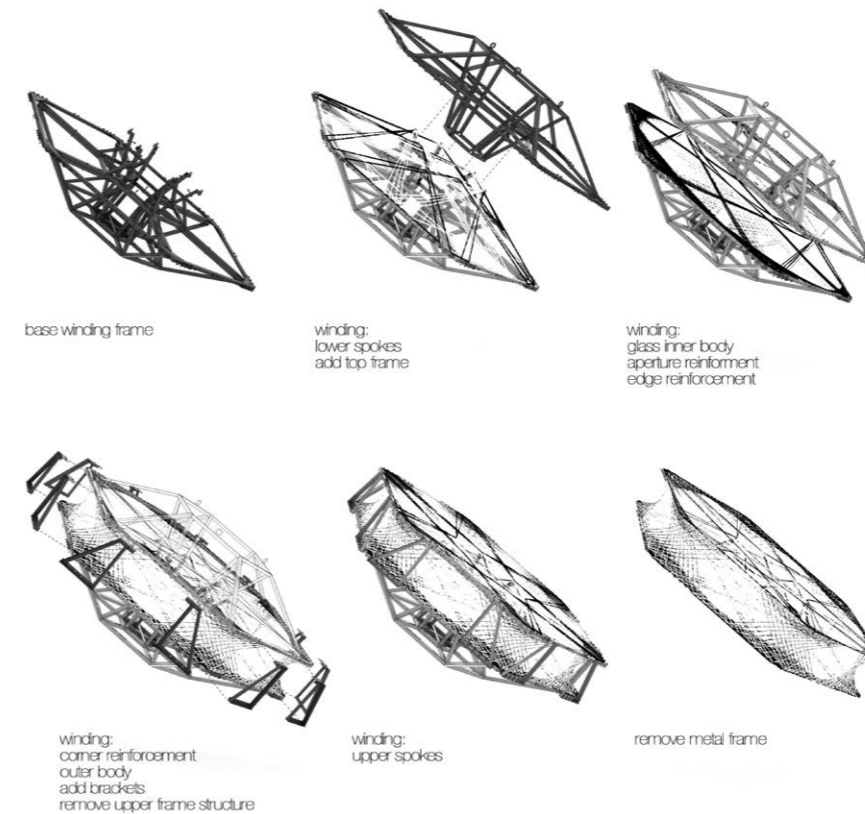 base winding frame
winding:
lower spokes
add top frame
winding:
glass inner body
aperture reinforment
edge reinforcement
winding:
corner reinforcement
outer body
add brackets
remove upper frame structure
winding:
upper spokes
remove metal frame